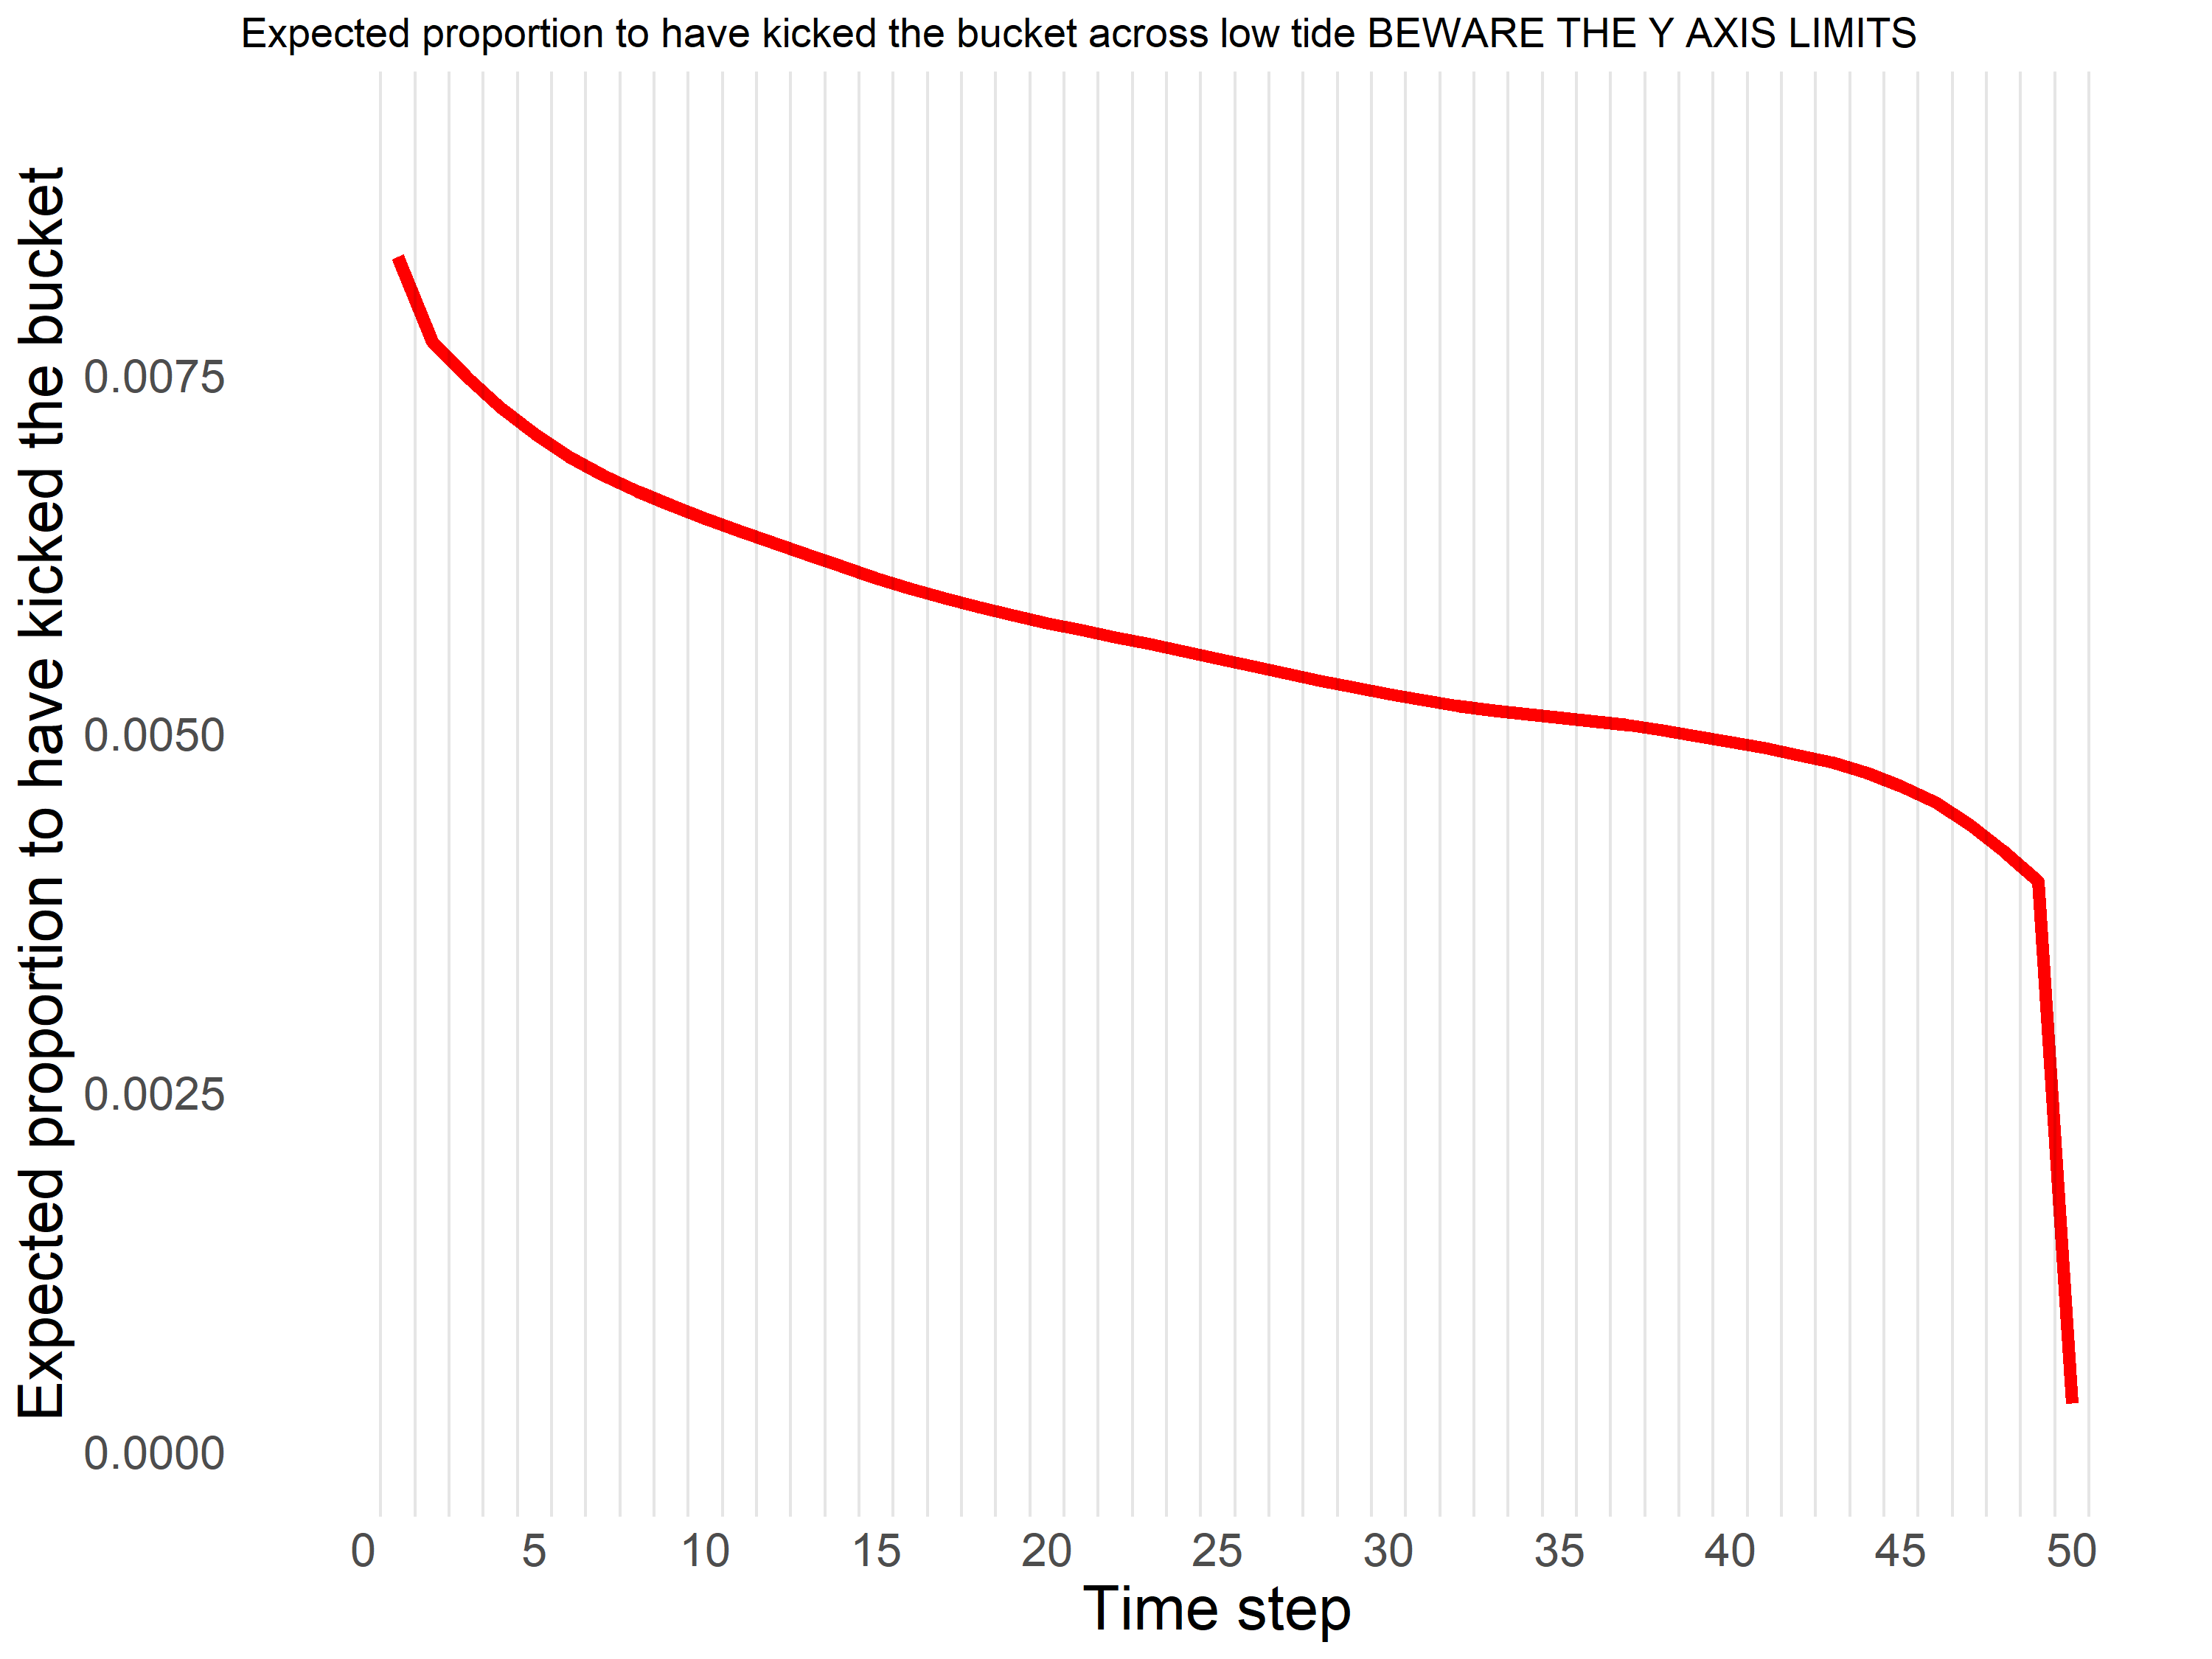 Expected proportion to have kicked the bucket across low tide BEWARE THE Y AXIS LIMITS
Expected proportion to have kicked the bucket
0.0075
0.0050
0.0025
0.0000
0 5 10 15 20 25 30 35 40 45 50
Time step